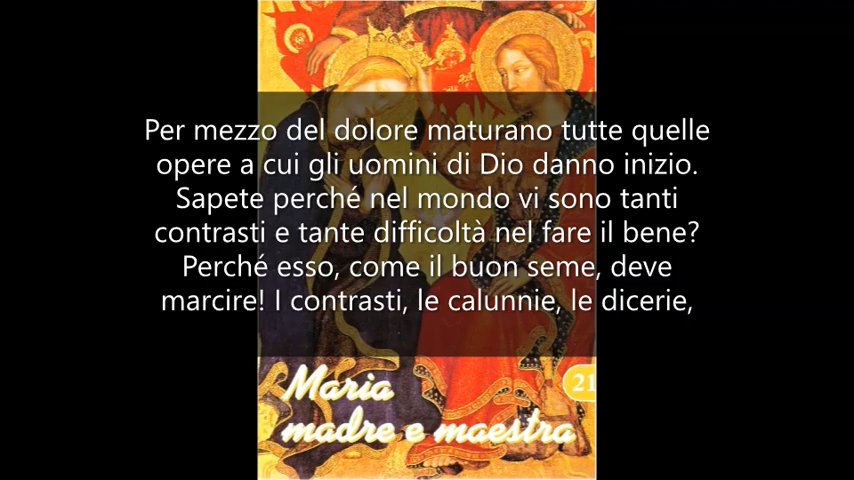 Per mezzo del dolore maturano tutte quelle
opere a cui gli uomini di Dio danno inizio.
Sapete perché nel mondo vi sono tanti
contrasti e tante difficoltà nel fare il bene?
Perché esso, come il buon seme, deve
marcire! I contrasti, le calunnie, le dicerie,
21
Maria
madre e maestra